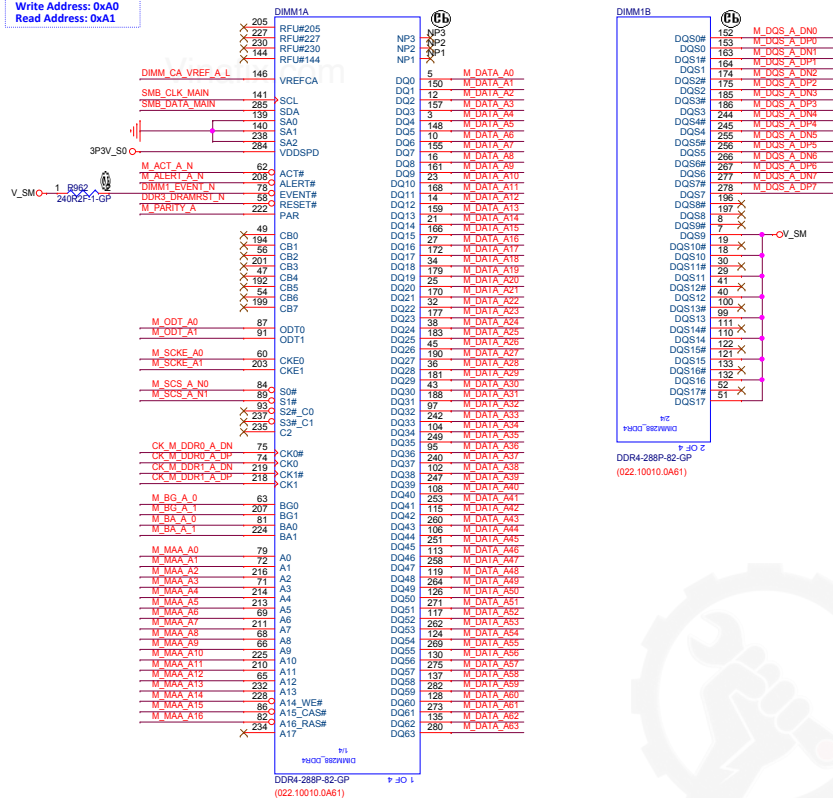 Write Address: 0xA0
Read Address: 0xA1
DIMM1A
205 RFU#205
227 RFU#227
230 RFU#230
144 RFU#144
DIMM_CA_VREF_A_L 146 VREFCA
SMB_CLK_MAIN 141 SCL
SMB_DATA_MAIN 285 SDA
139 SA0
140 SA1
238 SA2
3P3V_S0 284 VDDSPD
M_ACT_A_N 62 ACT#
M_ALERT_A_N 208 ALERT#
V_SM 1 R962 2 DIMM1_EVENT_N 78 EVENT#
240R2F-1-GP DDR3_DRAMRST_N 58 RESET#
M_PARITY_A 222 PAR
49 CB0
194 CB1
56 CB2
201 CB3
47 CB4
192 CB5
54 CB6
199 CB7
M_ODT_A0 87 ODT0
M_ODT_A1 91 ODT1
M_SCKE_A0 60 CKE0
M_SCKE_A1 203 CKE1
M_SCS_A_N0 84 S0#
M_SCS_A_N1 89 S1#
93 S2#_C0
237 S3#_C1
235 C2
CK_M_DDR0_A_DN 75 CK0#
CK_M_DDR0_A_DP 74 CK0
CK_M_DDR1_A_DN 219 CK1#
CK_M_DDR1_A_DP 218 CK1
M_BG_A_0 63 BG0
M_BG_A_1 207 BG1
M_BA_A_0 81 BA0
M_BA_A_1 224 BA1
M_MAA_A0 79 A0
M_MAA_A1 72 A1
M_MAA_A2 216 A2
M_MAA_A3 71 A3
M_MAA_A4 214 A4
M_MAA_A5 213 A5
M_MAA_A6 69 A6
M_MAA_A7 211 A7
M_MAA_A8 68 A8
M_MAA_A9 66 A9
M_MAA_A10 225 A10
M_MAA_A11 210 A11
M_MAA_A12 65 A12
M_MAA_A13 232 A13
M_MAA_A14 228 A14_WE#
M_MAA_A15 86 A15_CAS#
M_MAA_A16 82 A16_RAS#
234 A17
NP3 NP3
NP2 NP2
NP1 NP1
DQ0 5 M_DATA_A0
DQ1 150 M_DATA_A1
DQ2 12 M_DATA_A2
DQ3 157 M_DATA_A3
DQ4 3 M_DATA_A4
DQ5 148 M_DATA_A5
DQ6 10 M_DATA_A6
DQ7 155 M_DATA_A7
DQ8 16 M_DATA_A8
DQ9 161 M_DATA_A9
DQ10 23 M_DATA_A10
DQ11 168 M_DATA_A11
DQ12 14 M_DATA_A12
DQ13 159 M_DATA_A13
DQ14 21 M_DATA_A14
DQ15 166 M_DATA_A15
DQ16 27 M_DATA_A16
DQ17 172 M_DATA_A17
DQ18 34 M_DATA_A18
DQ19 179 M_DATA_A19
DQ20 25 M_DATA_A20
DQ21 170 M_DATA_A21
DQ22 32 M_DATA_A22
DQ23 177 M_DATA_A23
DQ24 38 M_DATA_A24
DQ25 183 M_DATA_A25
DQ26 45 M_DATA_A26
DQ27 190 M_DATA_A27
DQ28 36 M_DATA_A28
DQ29 181 M_DATA_A29
DQ30 43 M_DATA_A30
DQ31 188 M_DATA_A31
DQ32 97 M_DATA_A32
DQ33 242 M_DATA_A33
DQ34 104 M_DATA_A34
DQ35 249 M_DATA_A35
DQ36 95 M_DATA_A36
DQ37 240 M_DATA_A37
DQ38 102 M_DATA_A38
DQ39 247 M_DATA_A39
DQ40 108 M_DATA_A40
DQ41 253 M_DATA_A41
DQ42 115 M_DATA_A42
DQ43 260 M_DATA_A43
DQ44 106 M_DATA_A44
DQ45 251 M_DATA_A45
DQ46 113 M_DATA_A46
DQ47 258 M_DATA_A47
DQ48 119 M_DATA_A48
DQ49 264 M_DATA_A49
DQ50 126 M_DATA_A50
DQ51 271 M_DATA_A51
DQ52 117 M_DATA_A52
DQ53 262 M_DATA_A53
DQ54 124 M_DATA_A54
DQ55 269 M_DATA_A55
DQ56 130 M_DATA_A56
DQ57 275 M_DATA_A57
DQ58 137 M_DATA_A58
DQ59 282 M_DATA_A59
DQ60 128 M_DATA_A60
DQ61 273 M_DATA_A61
DQ62 135 M_DATA_A62
DQ63 280 M_DATA_A63
1/4
DIMM288_DDR4
DDR4-288P-82-GP 1 OF 4
(022.10010.0A61)
DIMM1B
DQS0# 152 M_DQS_A_DN0
DQS0 153 M_DQS_A_DP0
DQS1# 163 M_DQS_A_DN1
DQS1 164 M_DQS_A_DP1
DQS2# 174 M_DQS_A_DN2
DQS2 175 M_DQS_A_DP2
DQS3# 185 M_DQS_A_DN3
DQS3 186 M_DQS_A_DP3
DQS4# 244 M_DQS_A_DN4
DQS4 245 M_DQS_A_DP4
DQS5# 255 M_DQS_A_DN5
DQS5 256 M_DQS_A_DP5
DQS6# 266 M_DQS_A_DN6
DQS6 267 M_DQS_A_DP6
DQS7# 277 M_DQS_A_DN7
DQS7 278 M_DQS_A_DP7
DQS8# 196
DQS8 197
DQS9# 8
DQS9 7 V_SM
DQS10# 19
DQS10 18
DQS11# 30
DQS11 29
DQS12# 41
DQS12 40
DQS13# 100
DQS13 99
DQS14# 111
DQS14 110
DQS15# 122
DQS15 121
DQS16# 133
DQS16 132
DQS17# 52
DQS17 51
2/4
DIMM288_DDR4
DDR4-288P-82-GP 2 OF 4
(022.10010.0A61)